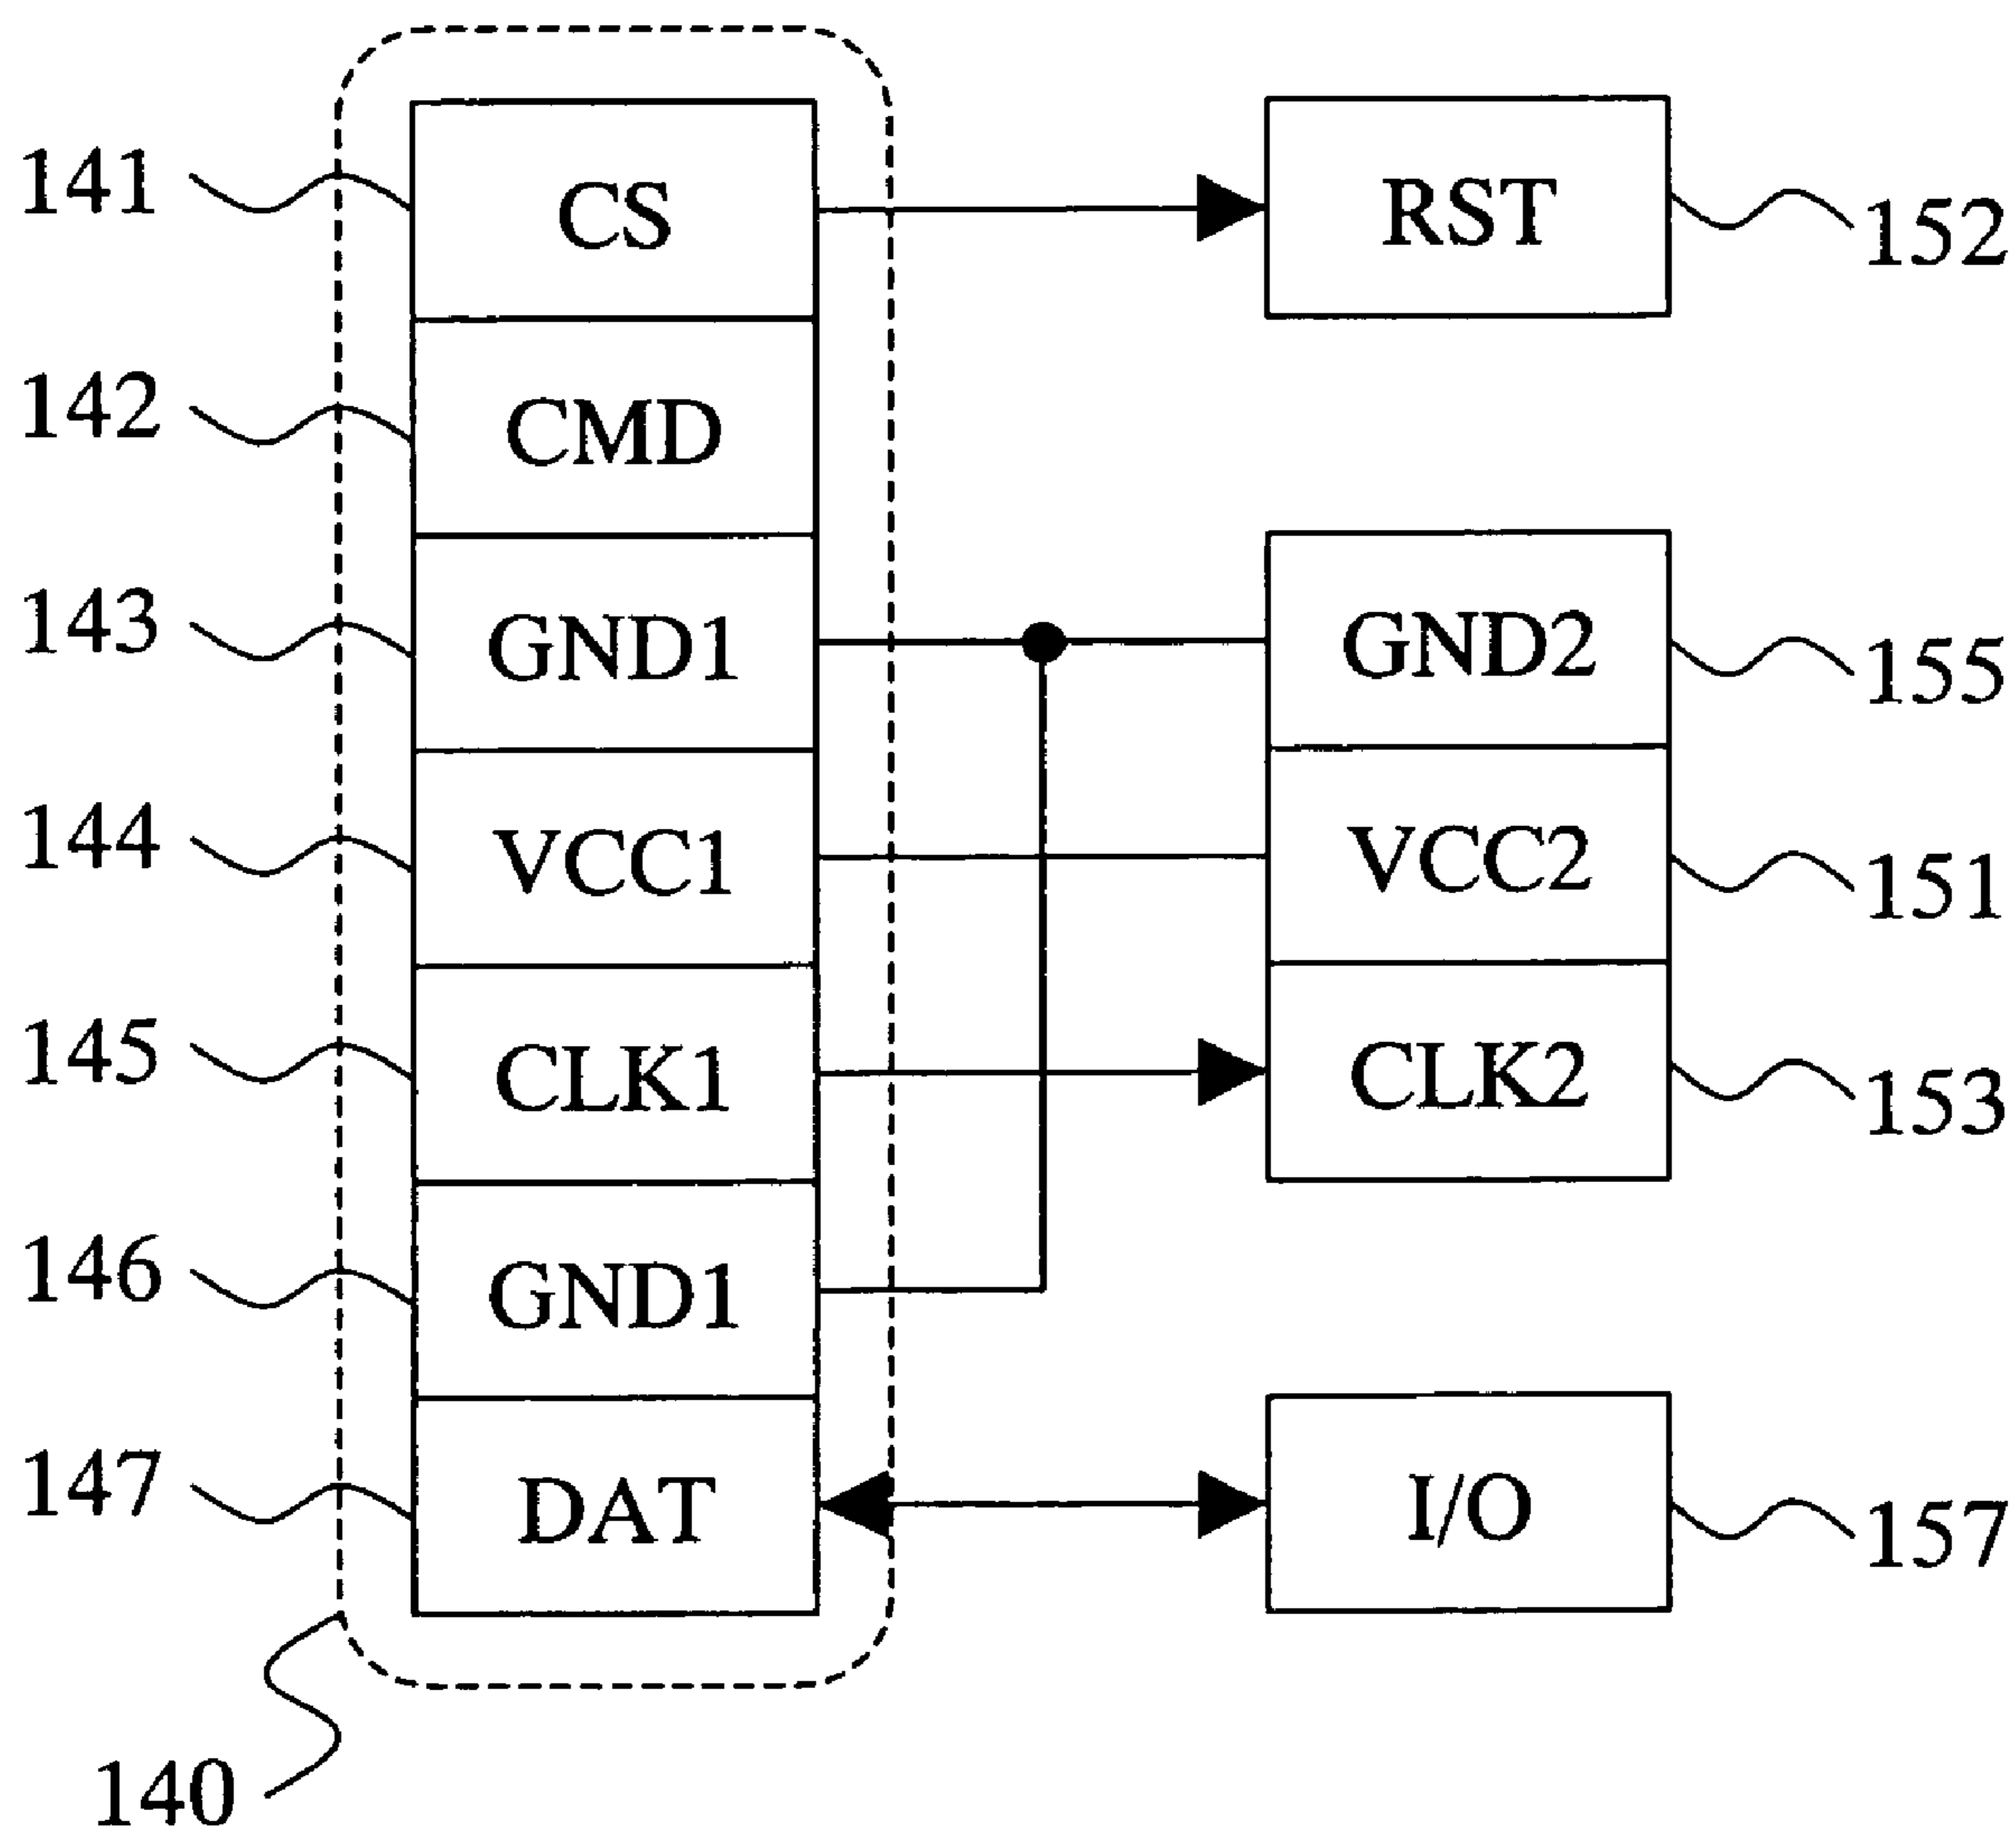 141 CS RST 152
142 CMD
143 GND1 GND2 155
144 VCC1 VCC2 151
145 CLK1 CLK2 153
146 GND1
147 DAT I/O 157
140